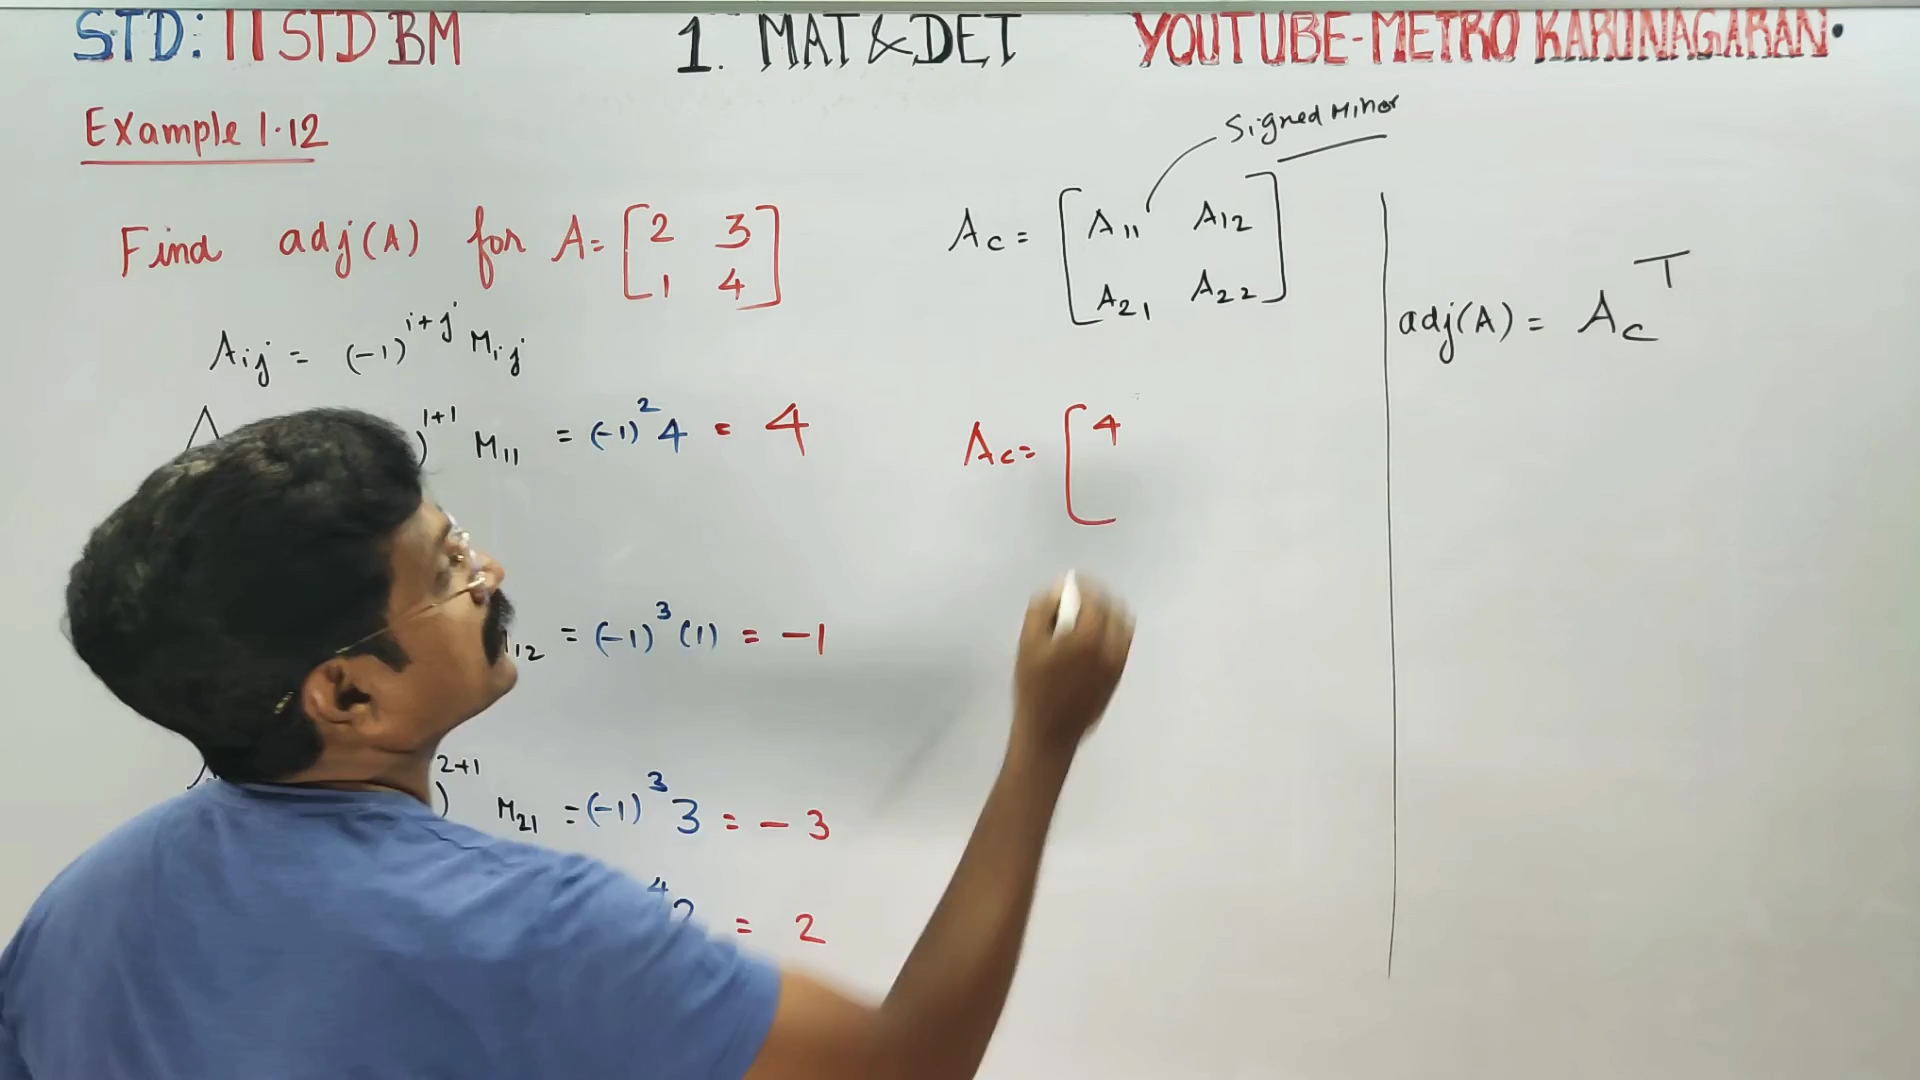 STD: 11 STD BM 1. MAT & DET YOUTUBE-METRO KARUNAGARAN.
Example 1.12
Signed Minor
Find adj(A) for A= [2 3
1 4]
Ac = [A11 A12
A21 A22]
adj(A) = Ac^T
Aij = (-1)^i+j Mij
)^1+1 M11 = (-1)^2 4 = 4
Ac= [4
12 = (-1)^3 (1) = -1
)^2+1 M21 = (-1)^3 3 = -3
4 2 = 2